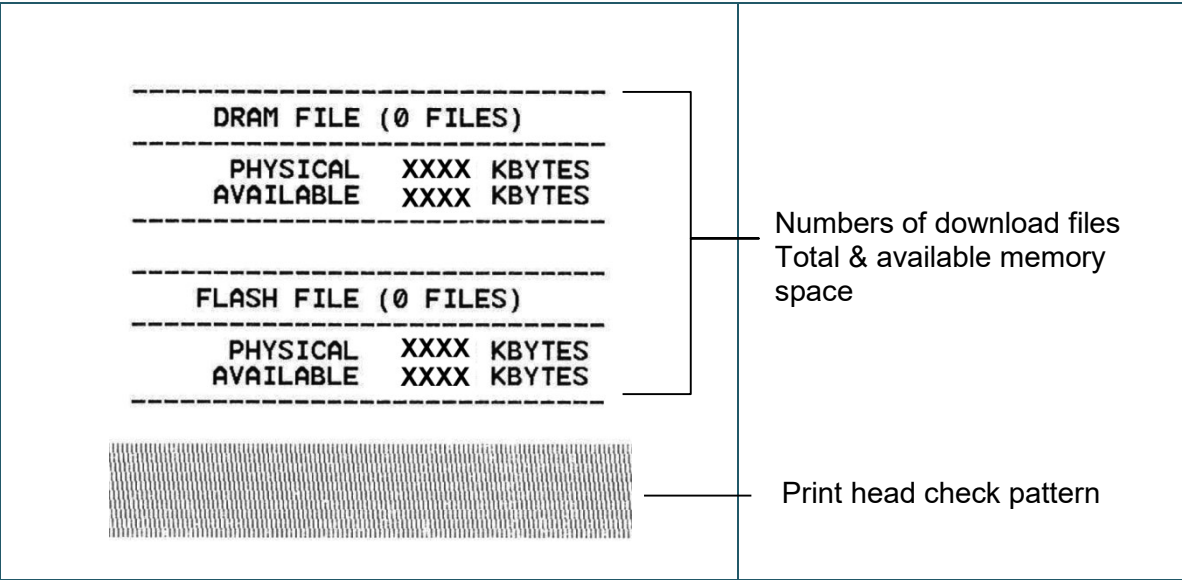 DRAM FILE (0 FILES)
PHYSICAL XXXX KBYTES
AVAILABLE XXXX KBYTES
FLASH FILE (0 FILES)
PHYSICAL XXXX KBYTES
AVAILABLE XXXX KBYTES
Numbers of download files
Total & available memory
space
Print head check pattern